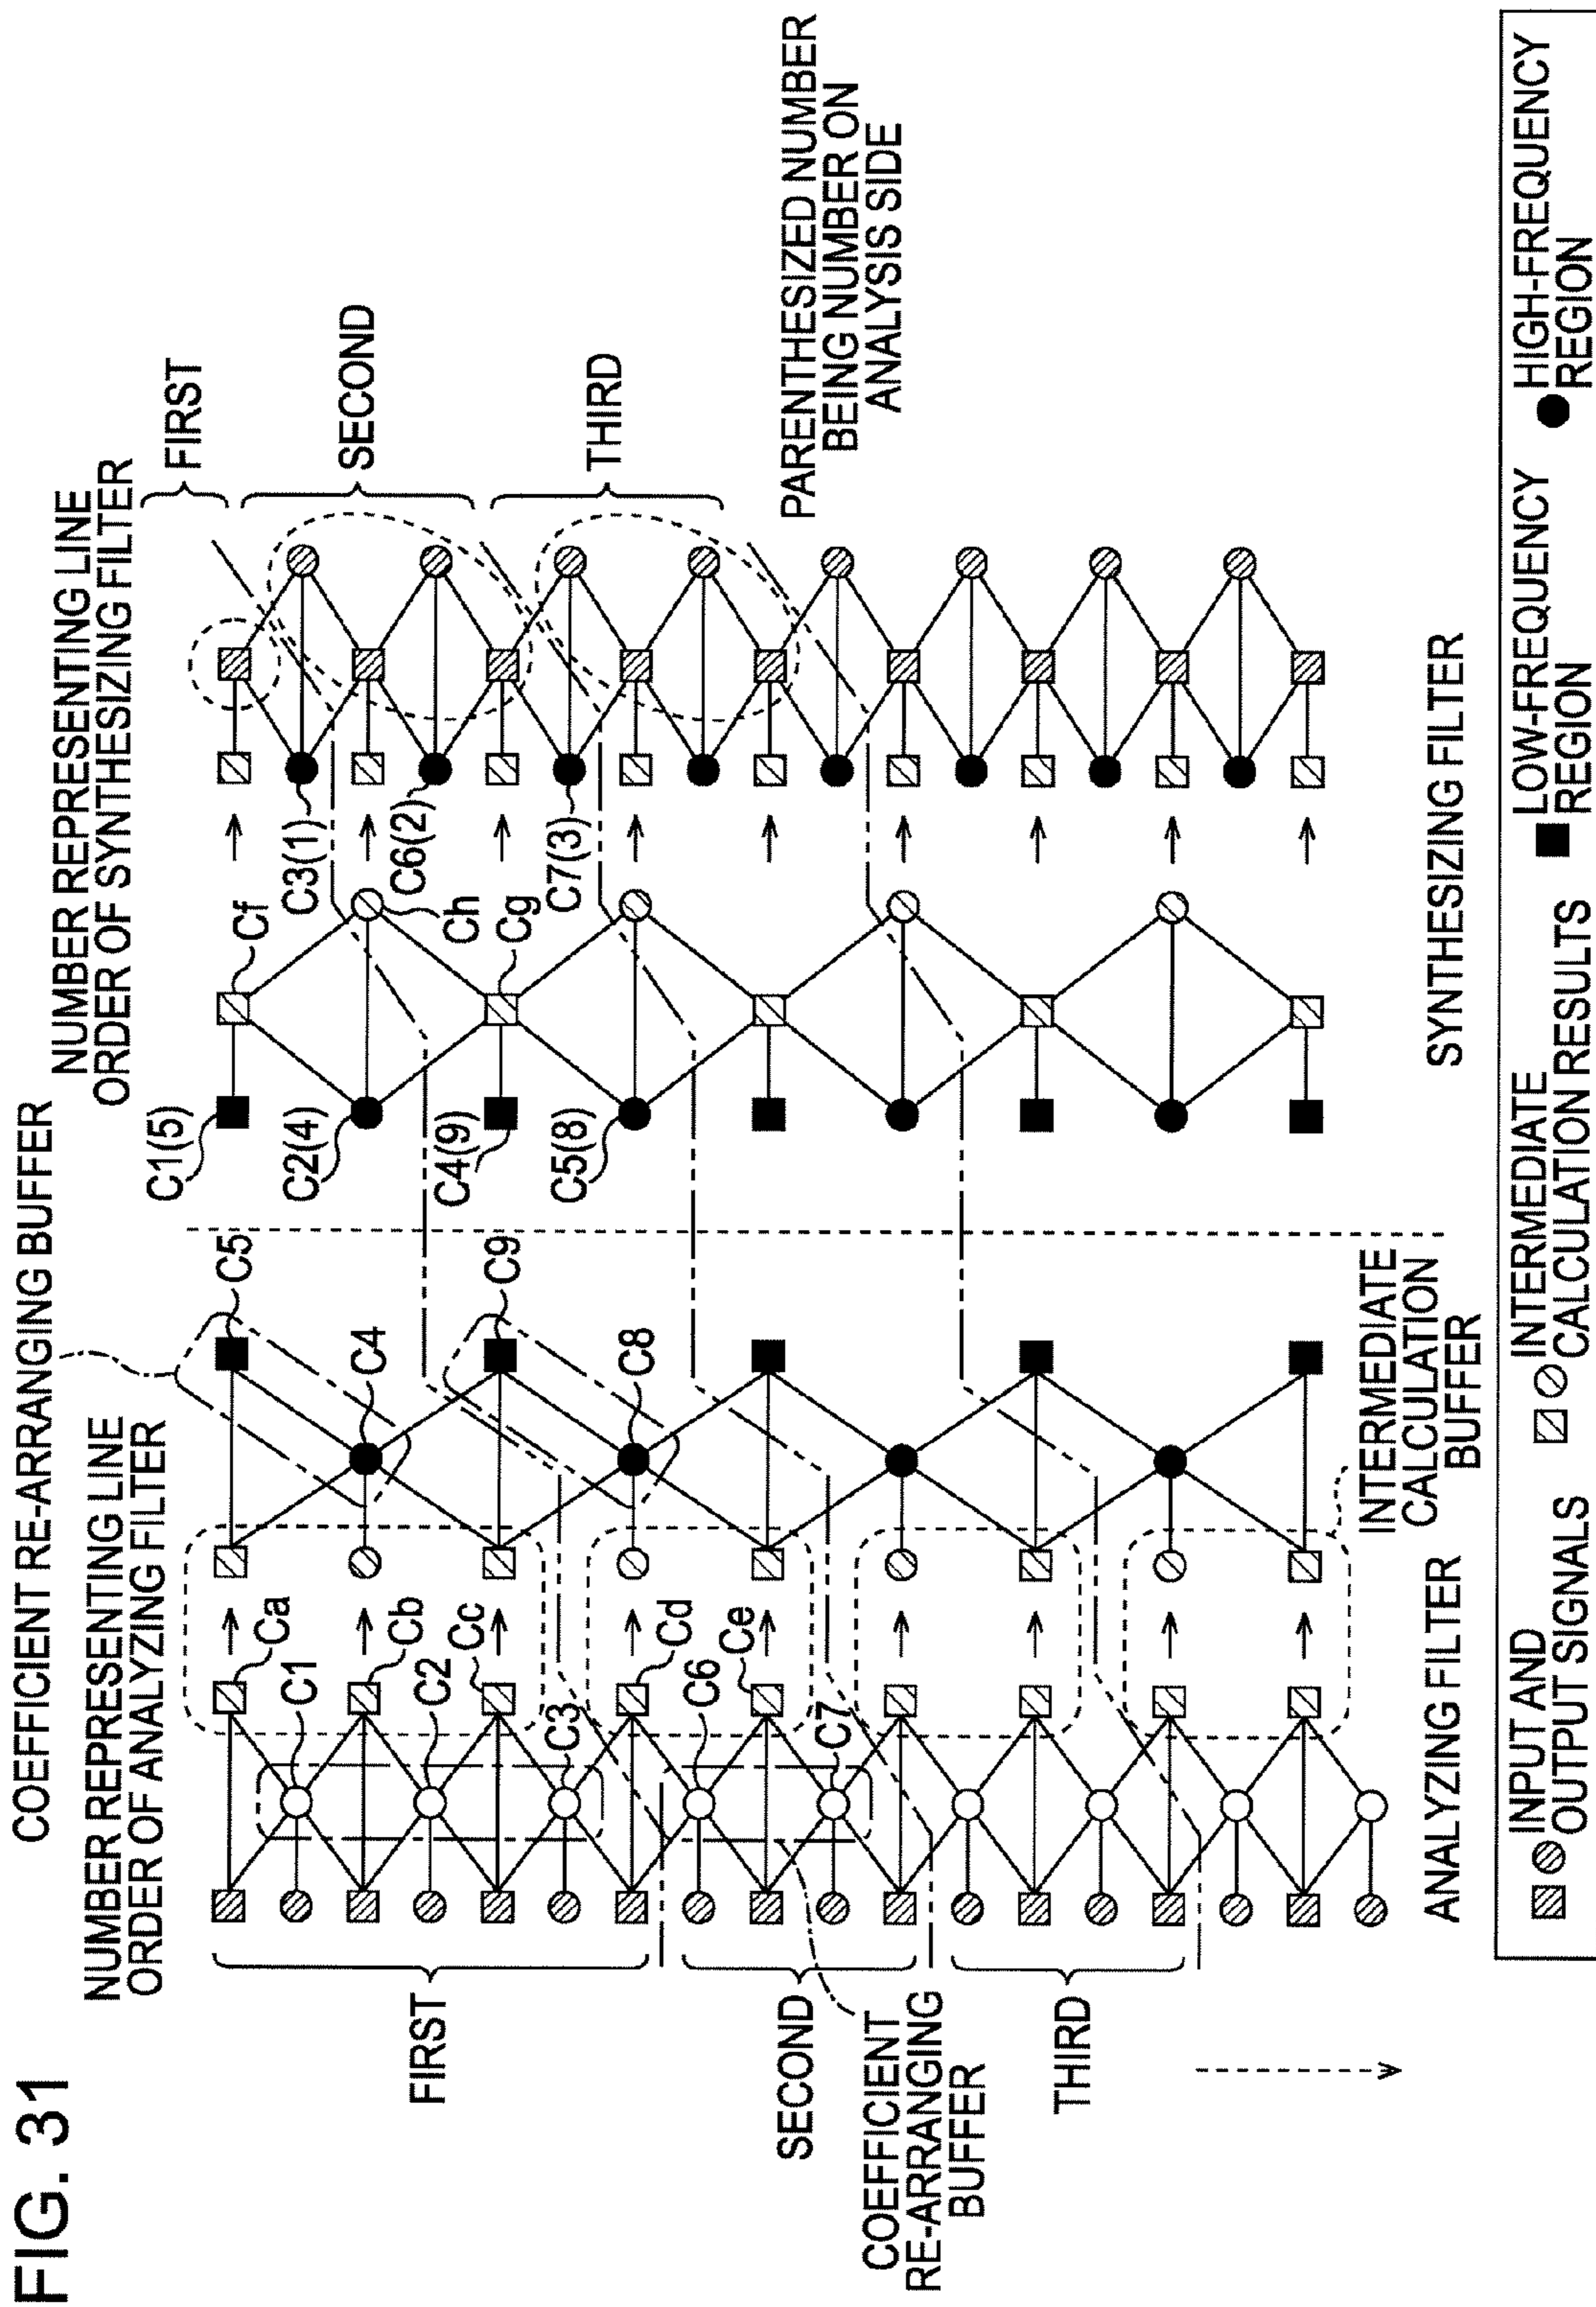 FIG. 31
COEFFICIENT RE-ARRANGING BUFFER
NUMBER REPRESENTING LINE
ORDER OF ANALYZING FILTER
NUMBER REPRESENTING LINE
ORDER OF SYNTHESIZING FILTER
FIRST
SECOND
THIRD
COEFFICIENT
RE-ARRANGING
BUFFER
Ca
C1
Cb
C2
Cc
C3
Cd
C6
Ce
C7
C5
C4
C9
C8
INTERMEDIATE
CALCULATION
BUFFER
ANALYZING FILTER
C1(5)
C2(4)
C4(9)
C5(8)
Cf
Ch
Cg
C3(1)
C6(2)
C7(3)
FIRST
SECOND
THIRD
PARENTHESIZED NUMBER
BEING NUMBER ON
ANALYSIS SIDE
SYNTHESIZING FILTER
INPUT AND
OUTPUT SIGNALS
INTERMEDIATE
CALCULATION RESULTS
LOW-FREQUENCY
REGION
HIGH-FREQUENCY
REGION